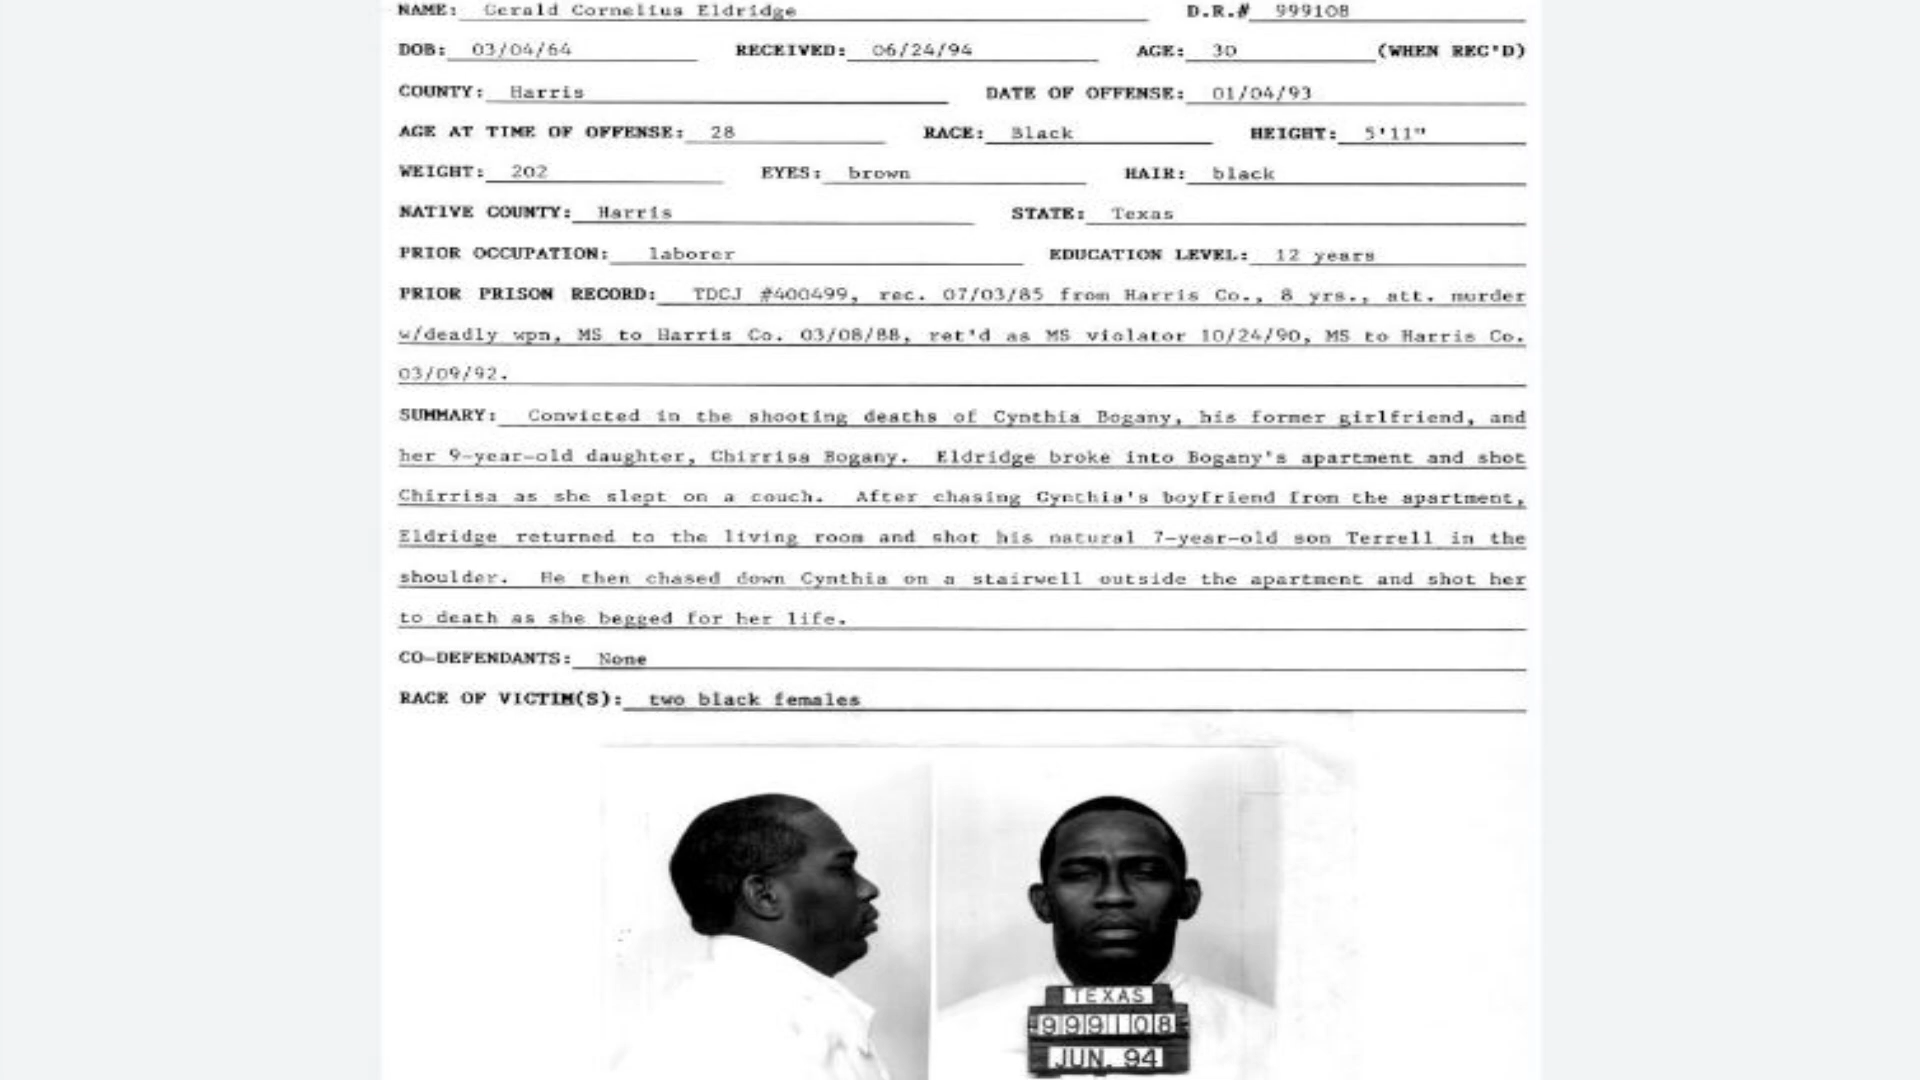 NAME: Gerald Cornelius Eldridge D.R.# 999108
DOB: 03/04/64 RECEIVED: 06/24/94 AGE: 30 (WHEN REC'D)
COUNTY: Harris DATE OF OFFENSE: 01/04/93
AGE AT TIME OF OFFENSE: 28 RACE: Black HEIGHT: 5'11"
WEIGHT: 202 EYES: brown HAIR: black
NATIVE COUNTY: Harris STATE: Texas
PRIOR OCCUPATION: laborer EDUCATION LEVEL: 12 years
PRIOR PRISON RECORD: TDCJ #400499, rec. 07/03/85 from Harris Co., 8 yrs., att. murder
w/deadly wpn, MS to Harris Co. 03/08/88, ret'd as MS violator 10/24/90, MS to Harris Co.
03/09/92.
SUMMARY: Convicted in the shooting deaths of Cynthia Bogany, his former girlfriend, and
her 9-year-old daughter, Chirrisa Bogany. Eldridge broke into Bogany's apartment and shot
Chirrisa as she slept on a couch. After chasing Cynthia's boyfriend from the apartment,
Eldridge returned to the living room and shot his natural 7-year-old son Terrell in the
shoulder. He then chased down Cynthia on a stairwell outside the apartment and shot her
to death as she begged for her life.
CO-DEFENDANTS: None
RACE OF VICTIM(S): two black females
TEXAS
999108
JUN. 94